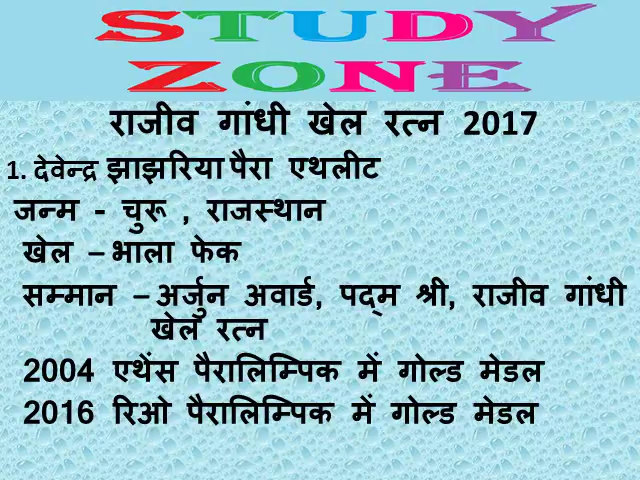 STUDY
ZONE
राजीव गांधी खेल रत्न 2017
1. देवेन्द्र झाझरिया पैरा एथलीट
जन्म - चुरू , राजस्थान
खेल – भाला फेक
सम्मान – अर्जुन अवार्ड, पद्म श्री, राजीव गांधी
खेल रत्न
2004 एथेंस पैरालिम्पिक में गोल्ड मेडल
2016 रिओ पैरालिम्पिक में गोल्ड मेडल